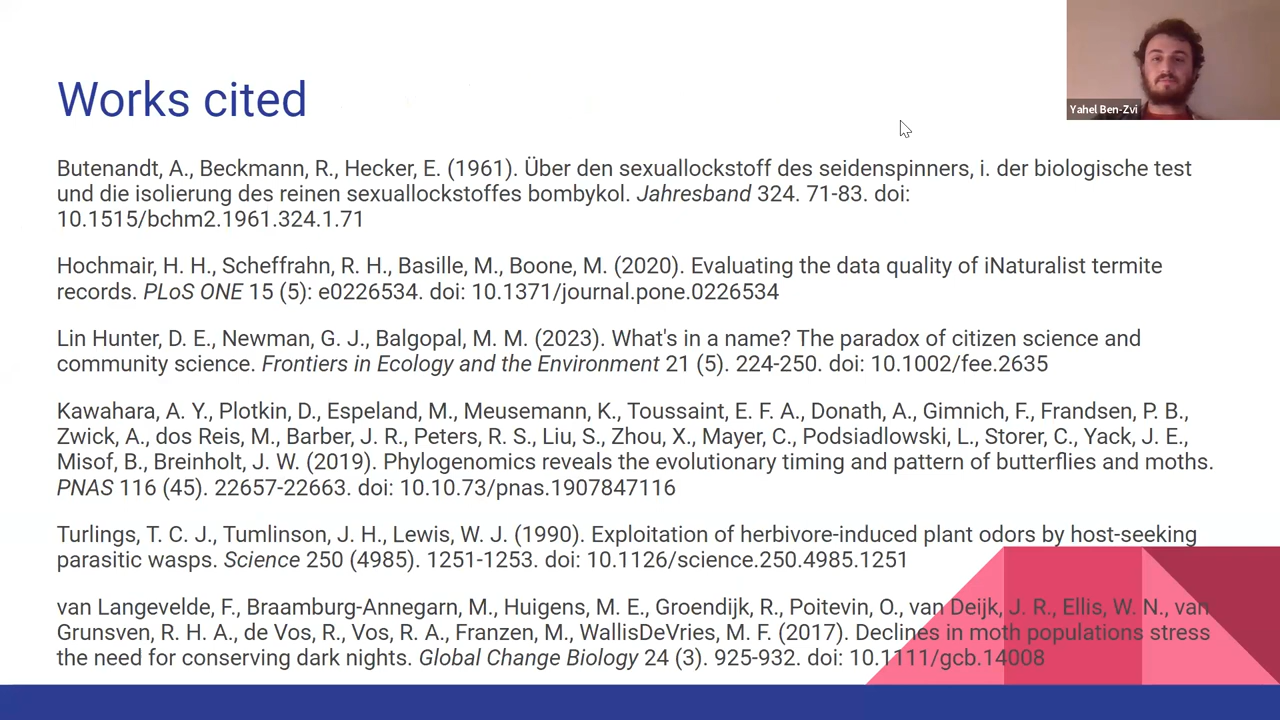 Works cited
Yahel Ben-Zvi
Butenandt, A., Beckmann, R., Hecker, E. (1961). Über den sexuallockstoff des seidenspinners, i. der biologische test
und die isolierung des reinen sexuallockstoffes bombykol. Jahresband 324. 71-83. doi:
10.1515/bchm2.1961.324.1.71
Hochmair, H. H., Scheffrahn, R. H., Basille, M., Boone, M. (2020). Evaluating the data quality of iNaturalist termite
records. PLoS ONE 15 (5): e0226534. doi: 10.1371/journal.pone.0226534
Lin Hunter, D. E., Newman, G. J., Balgopal, M. M. (2023). What's in a name? The paradox of citizen science and
community science. Frontiers in Ecology and the Environment 21 (5). 224-250. doi: 10.1002/fee.2635
Kawahara, A. Y., Plotkin, D., Espeland, M., Meusemann, K., Toussaint, E. F. A., Donath, A., Gimnich, F., Frandsen, P. B.,
Zwick, A., dos Reis, M., Barber, J. R., Peters, R. S., Liu, S., Zhou, X., Mayer, C., Podsiadlowski, L., Storer, C., Yack, J. E.,
Misof, B., Breinholt, J. W. (2019). Phylogenomics reveals the evolutionary timing and pattern of butterflies and moths.
PNAS 116 (45). 22657-22663. doi: 10.10.73/pnas.1907847116
Turlings, T. C. J., Tumlinson, J. H., Lewis, W. J. (1990). Exploitation of herbivore-induced plant odors by host-seeking
parasitic wasps. Science 250 (4985). 1251-1253. doi: 10.1126/science.250.4985.1251
van Langevelde, F., Braamburg-Annegarn, M., Huigens, M. E., Groendijk, R., Poitevin, O., van Deijk, J. R., Ellis, W. N., van
Grunsven, R. H. A., de Vos, R., Vos, R. A., Franzen, M., WallisDeVries, M. F. (2017). Declines in moth populations stress
the need for conserving dark nights. Global Change Biology 24 (3). 925-932. doi: 10.1111/gcb.14008